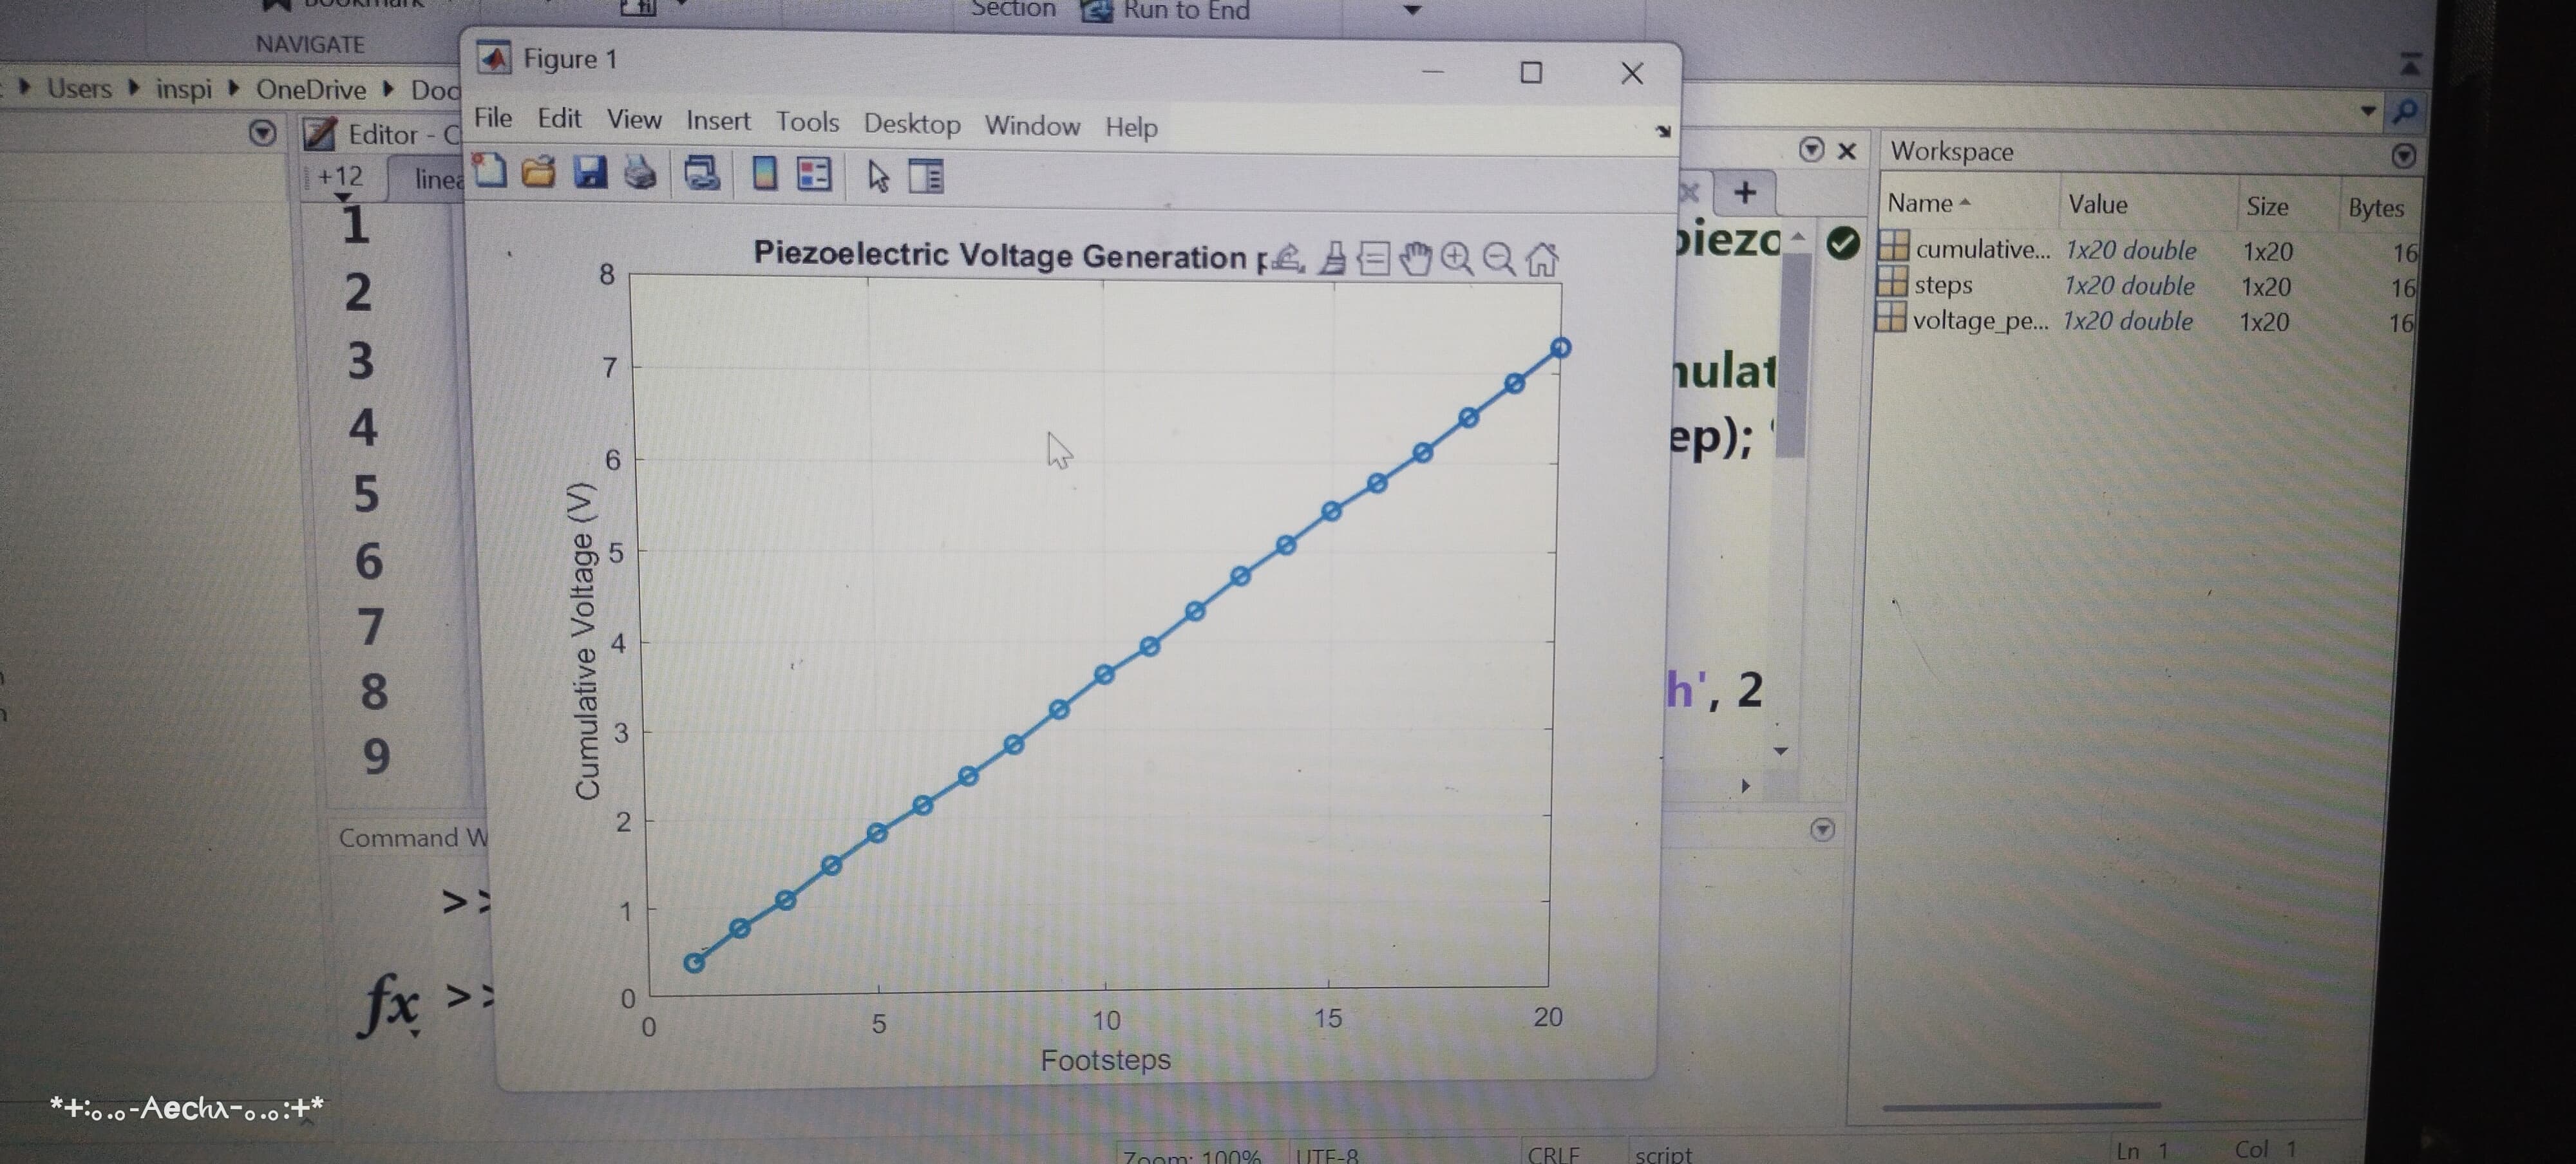 Bookmark
Section
Run to End
NAVIGATE
Users
inspi
OneDrive
Doc
Editor - C
+12
linea
1
2
3
4
5
6
7
8
9
Command W
>>
fx >>
Figure 1
File Edit View Insert Tools Desktop Window Help
Piezoelectric Voltage Generation p
Cumulative Voltage (V)
8
7
6
5
4
3
2
1
0
0 5 10 15 20
Footsteps
piezo
mulat
ep);
h', 2
Workspace
Name Value Size Bytes
cumulative... 1x20 double 1x20 16
steps 1x20 double 1x20 16
voltage_pe... 1x20 double 1x20 16
Zoom: 100% UTF-8 CRLF script Ln 1 Col 1
*+:｡.｡-Aechλ-｡.｡:+*